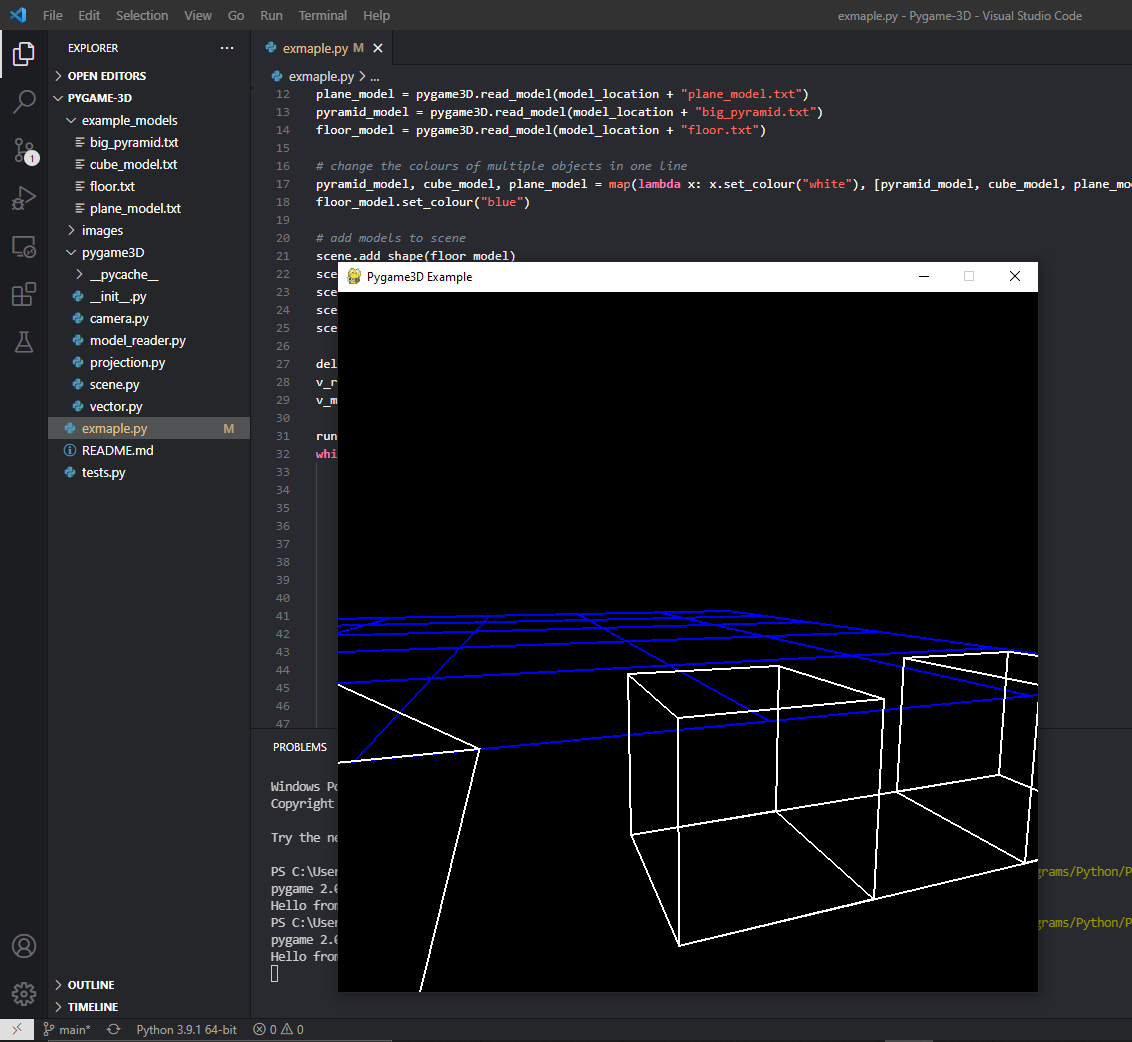 File Edit Selection View Go Run Terminal Help
exmaple.py - Pygame-3D - Visual Studio Code
EXPLORER
OPEN EDITORS
PYGAME-3D
example_models
big_pyramid.txt
cube_model.txt
floor.txt
plane_model.txt
images
pygame3D
__pycache__
__init__.py
camera.py
model_reader.py
projection.py
scene.py
vector.py
exmaple.py M
README.md
tests.py
OUTLINE
TIMELINE
1
exmaple.py M
exmaple.py > ...
12 plane_model = pygame3D.read_model(model_location + "plane_model.txt")
13 pyramid_model = pygame3D.read_model(model_location + "big_pyramid.txt")
14 floor_model = pygame3D.read_model(model_location + "floor.txt")
15
16 # change the colours of multiple objects in one line
17 pyramid_model, cube_model, plane_model = map(lambda x: x.set_colour("white"), [pyramid_model, cube_model, plane_mo
18 floor_model.set_colour("blue")
19
20 # add models to scene
21 scene.add_shape(floor_model)
22 sce
23 sce
24 sce
25 sce
26
27 del
28 v_r
29 v_m
30
31 run
32 whi
33
34
35
36
37
38
39
40
41
42
43
44
45
46
47
Pygame3D Example
PROBLEMS
Windows Po
Copyright
Try the ne
PS C:\User
grams/Python/P
pygame 2.0
Hello from
PS C:\User
grams/Python/P
pygame 2.0
Hello from
main* Python 3.9.1 64-bit 0 0